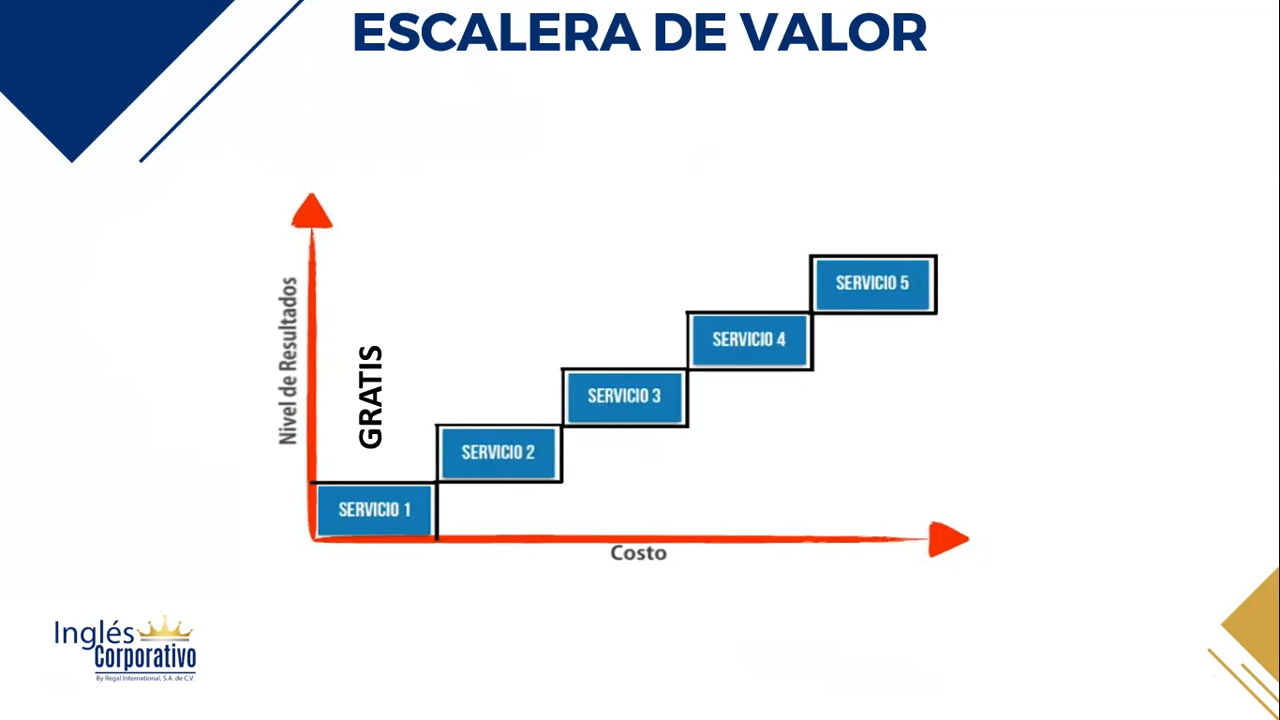 ESCALERA DE VALOR
Nivel de Resultados
GRATIS
SERVICIO 5
SERVICIO 4
SERVICIO 3
SERVICIO 2
SERVICIO 1
Costo
Inglés
Corporativo
By Regal International, S.A. de C.V.